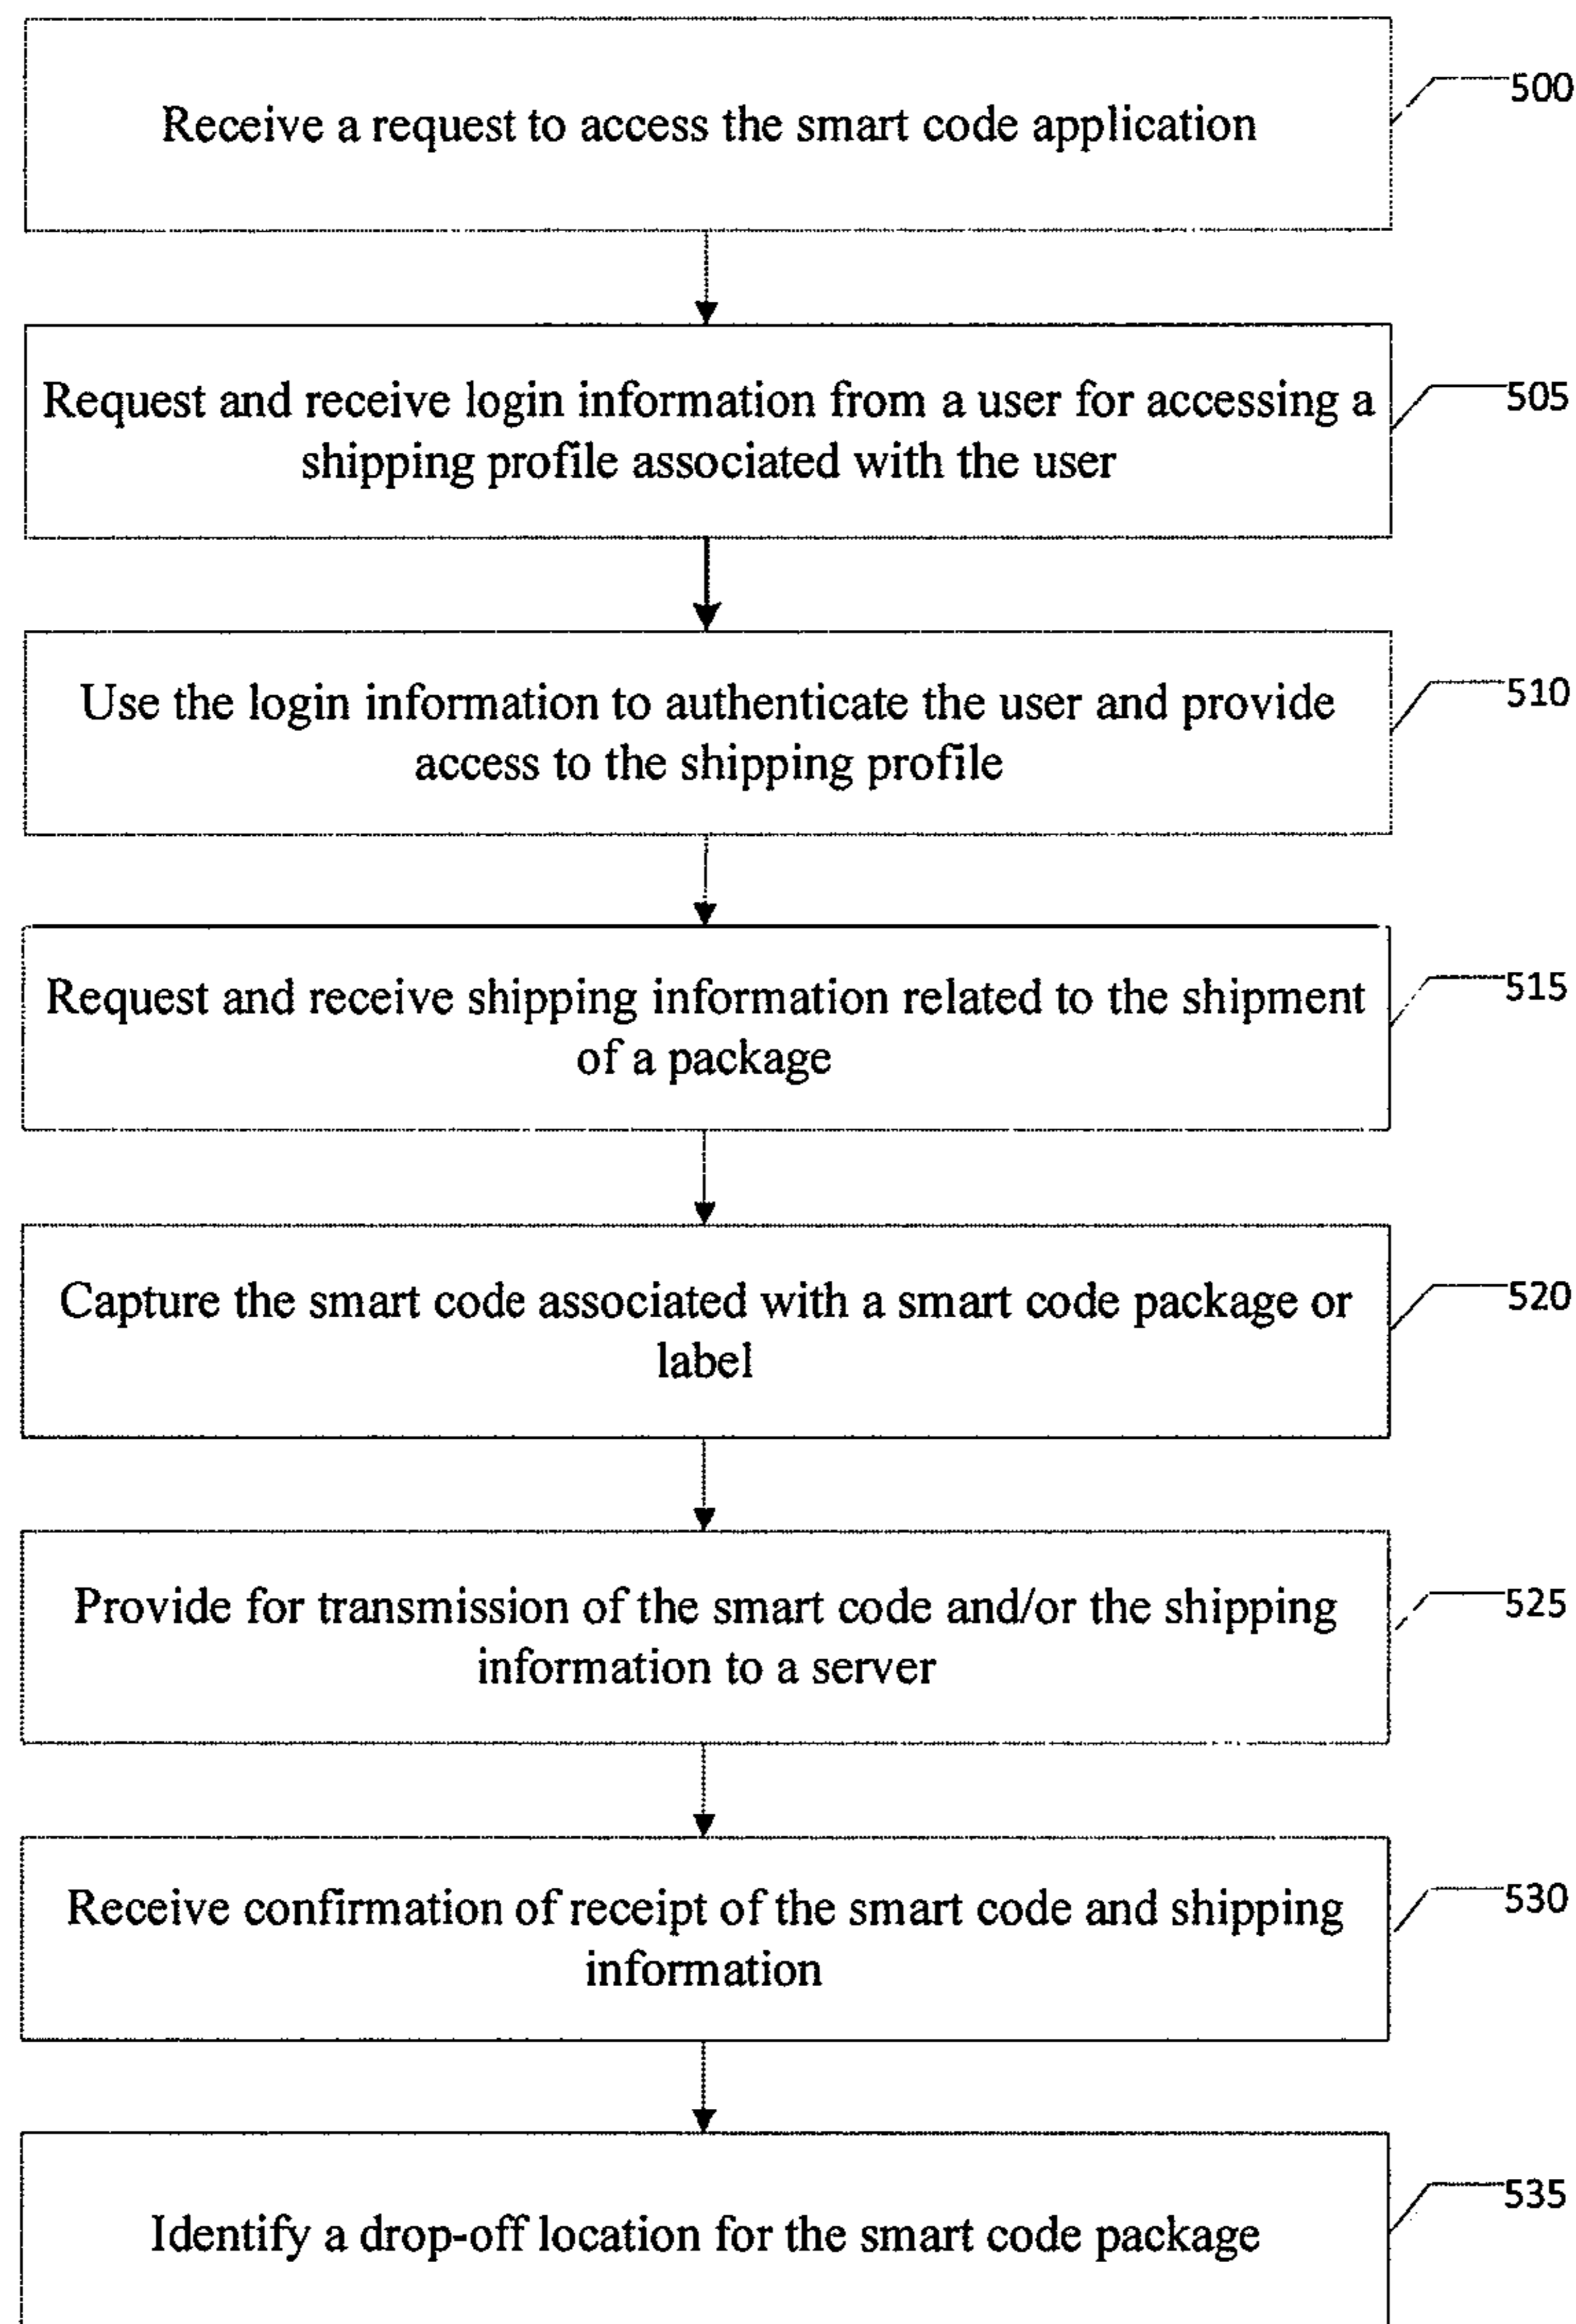 Receive a request to access the smart code application
500
Request and receive login information from a user for accessing a
shipping profile associated with the user
505
Use the login information to authenticate the user and provide
access to the shipping profile
510
Request and receive shipping information related to the shipment
of a package
515
Capture the smart code associated with a smart code package or
label
520
Provide for transmission of the smart code and/or the shipping
information to a server
525
Receive confirmation of receipt of the smart code and shipping
information
530
Identify a drop-off location for the smart code package
535